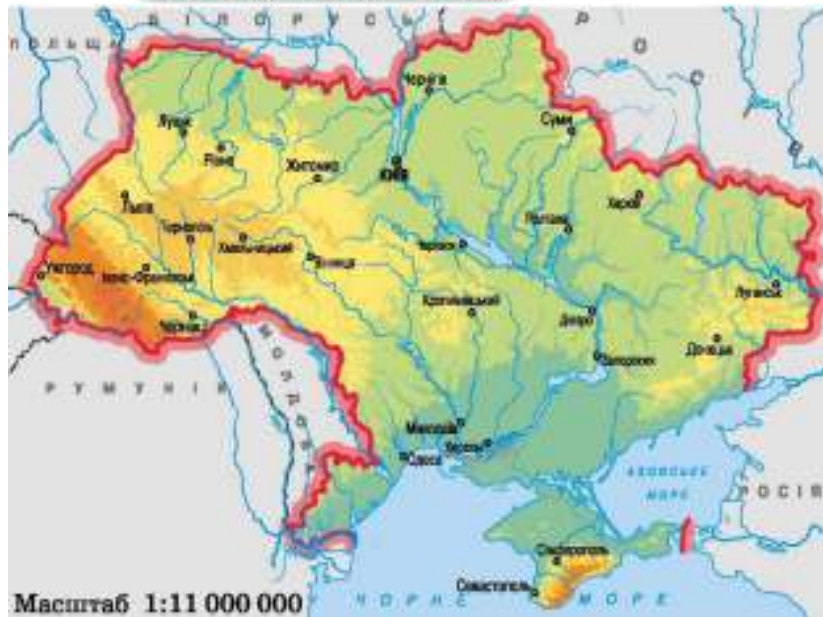 БІЛОРУСЬ
ПОЛЬЩА
РОСІЯ
Чернігів
Луцьк
Рівне
Житомир
КИЇВ
Суми
Львів
Тернопіль
Хмельницький
Вінниця
Черкаси
Полтава
Харків
Ужгород
Івано-Франківськ
Чернівці
Кропивницький
Дніпро
Луганськ
Запоріжжя
Донецьк
РУМУНІЯ
МОЛДОВА
Миколаїв
Херсон
Одеса
АЗОВСЬКЕ
МОРЕ
РОСІЯ
Сімферополь
Севастополь
ЧОРНЕ МОРЕ
Масштаб 1:11 000 000